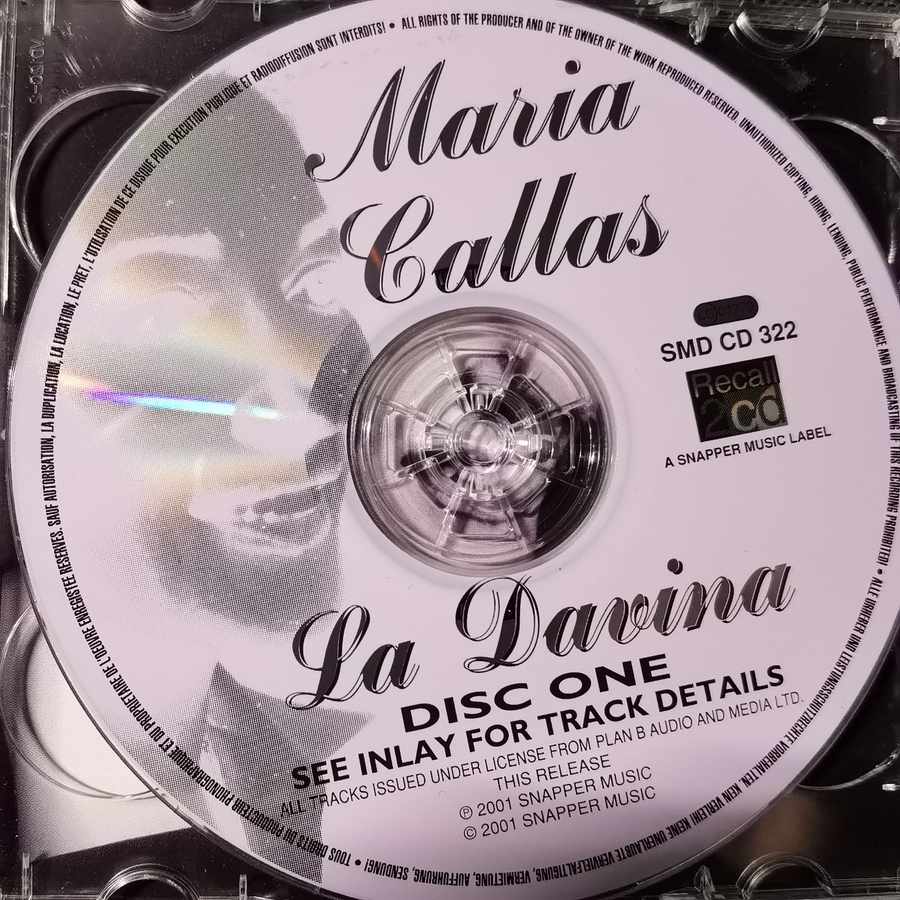 Maria
Callas
SMD CD 322
Recall
2cd
A SNAPPER MUSIC LABEL
La Davina
DISC ONE
SEE INLAY FOR TRACK DETAILS
ALL TRACKS ISSUED UNDER LICENSE FROM PLAN B AUDIO AND MEDIA LTD.
THIS RELEASE
℗ 2001 SNAPPER MUSIC
© 2001 SNAPPER MUSIC
• ALL RIGHTS OF THE PRODUCER AND OF THE OWNER OF THE WORK REPRODUCED RESERVED. UNAUTHORIZED COPYING, HIRING, LENDING, PUBLIC PERFORMANCE AND BROADCASTING OF THIS RECORDING PROHIBITED! • ALLE URHEBER UND LEISTUNGSSCHUTZRECHTE VORBEHALTEN. KEIN VERLEIH! KEINE UNERLAUBTE VERVIELFALTIGUNG, VERMIETUNG, AUFFUHRUNG, SENDUNG! •
TOUS DROITS DU PRODUCTEUR PHONOGRAPHIQUE ET DU PROPRIETAIRE DE L'OEUVRE ENREGISTRÉE RESERVES. SAUF AUTORISATION, LA DUPLICATION, LA LOCATION, LE PRET, L'UTILISATION DE CE DISQUE POUR EXECUTION PUBLIQUE ET RADIODIFFUSION SONT INTERDITS!